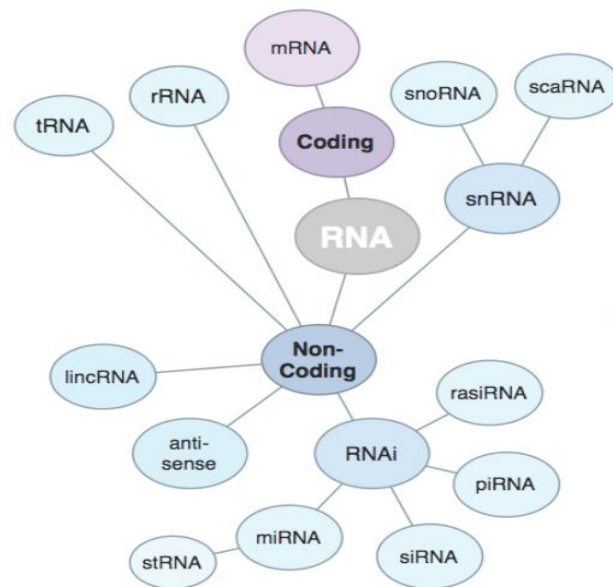 mRNA
rRNA
snoRNA
scaRNA
tRNA
Coding
snRNA
RNA
Non-
Coding
lincRNA
rasiRNA
anti-
sense
RNAi
piRNA
miRNA
stRNA
siRNA